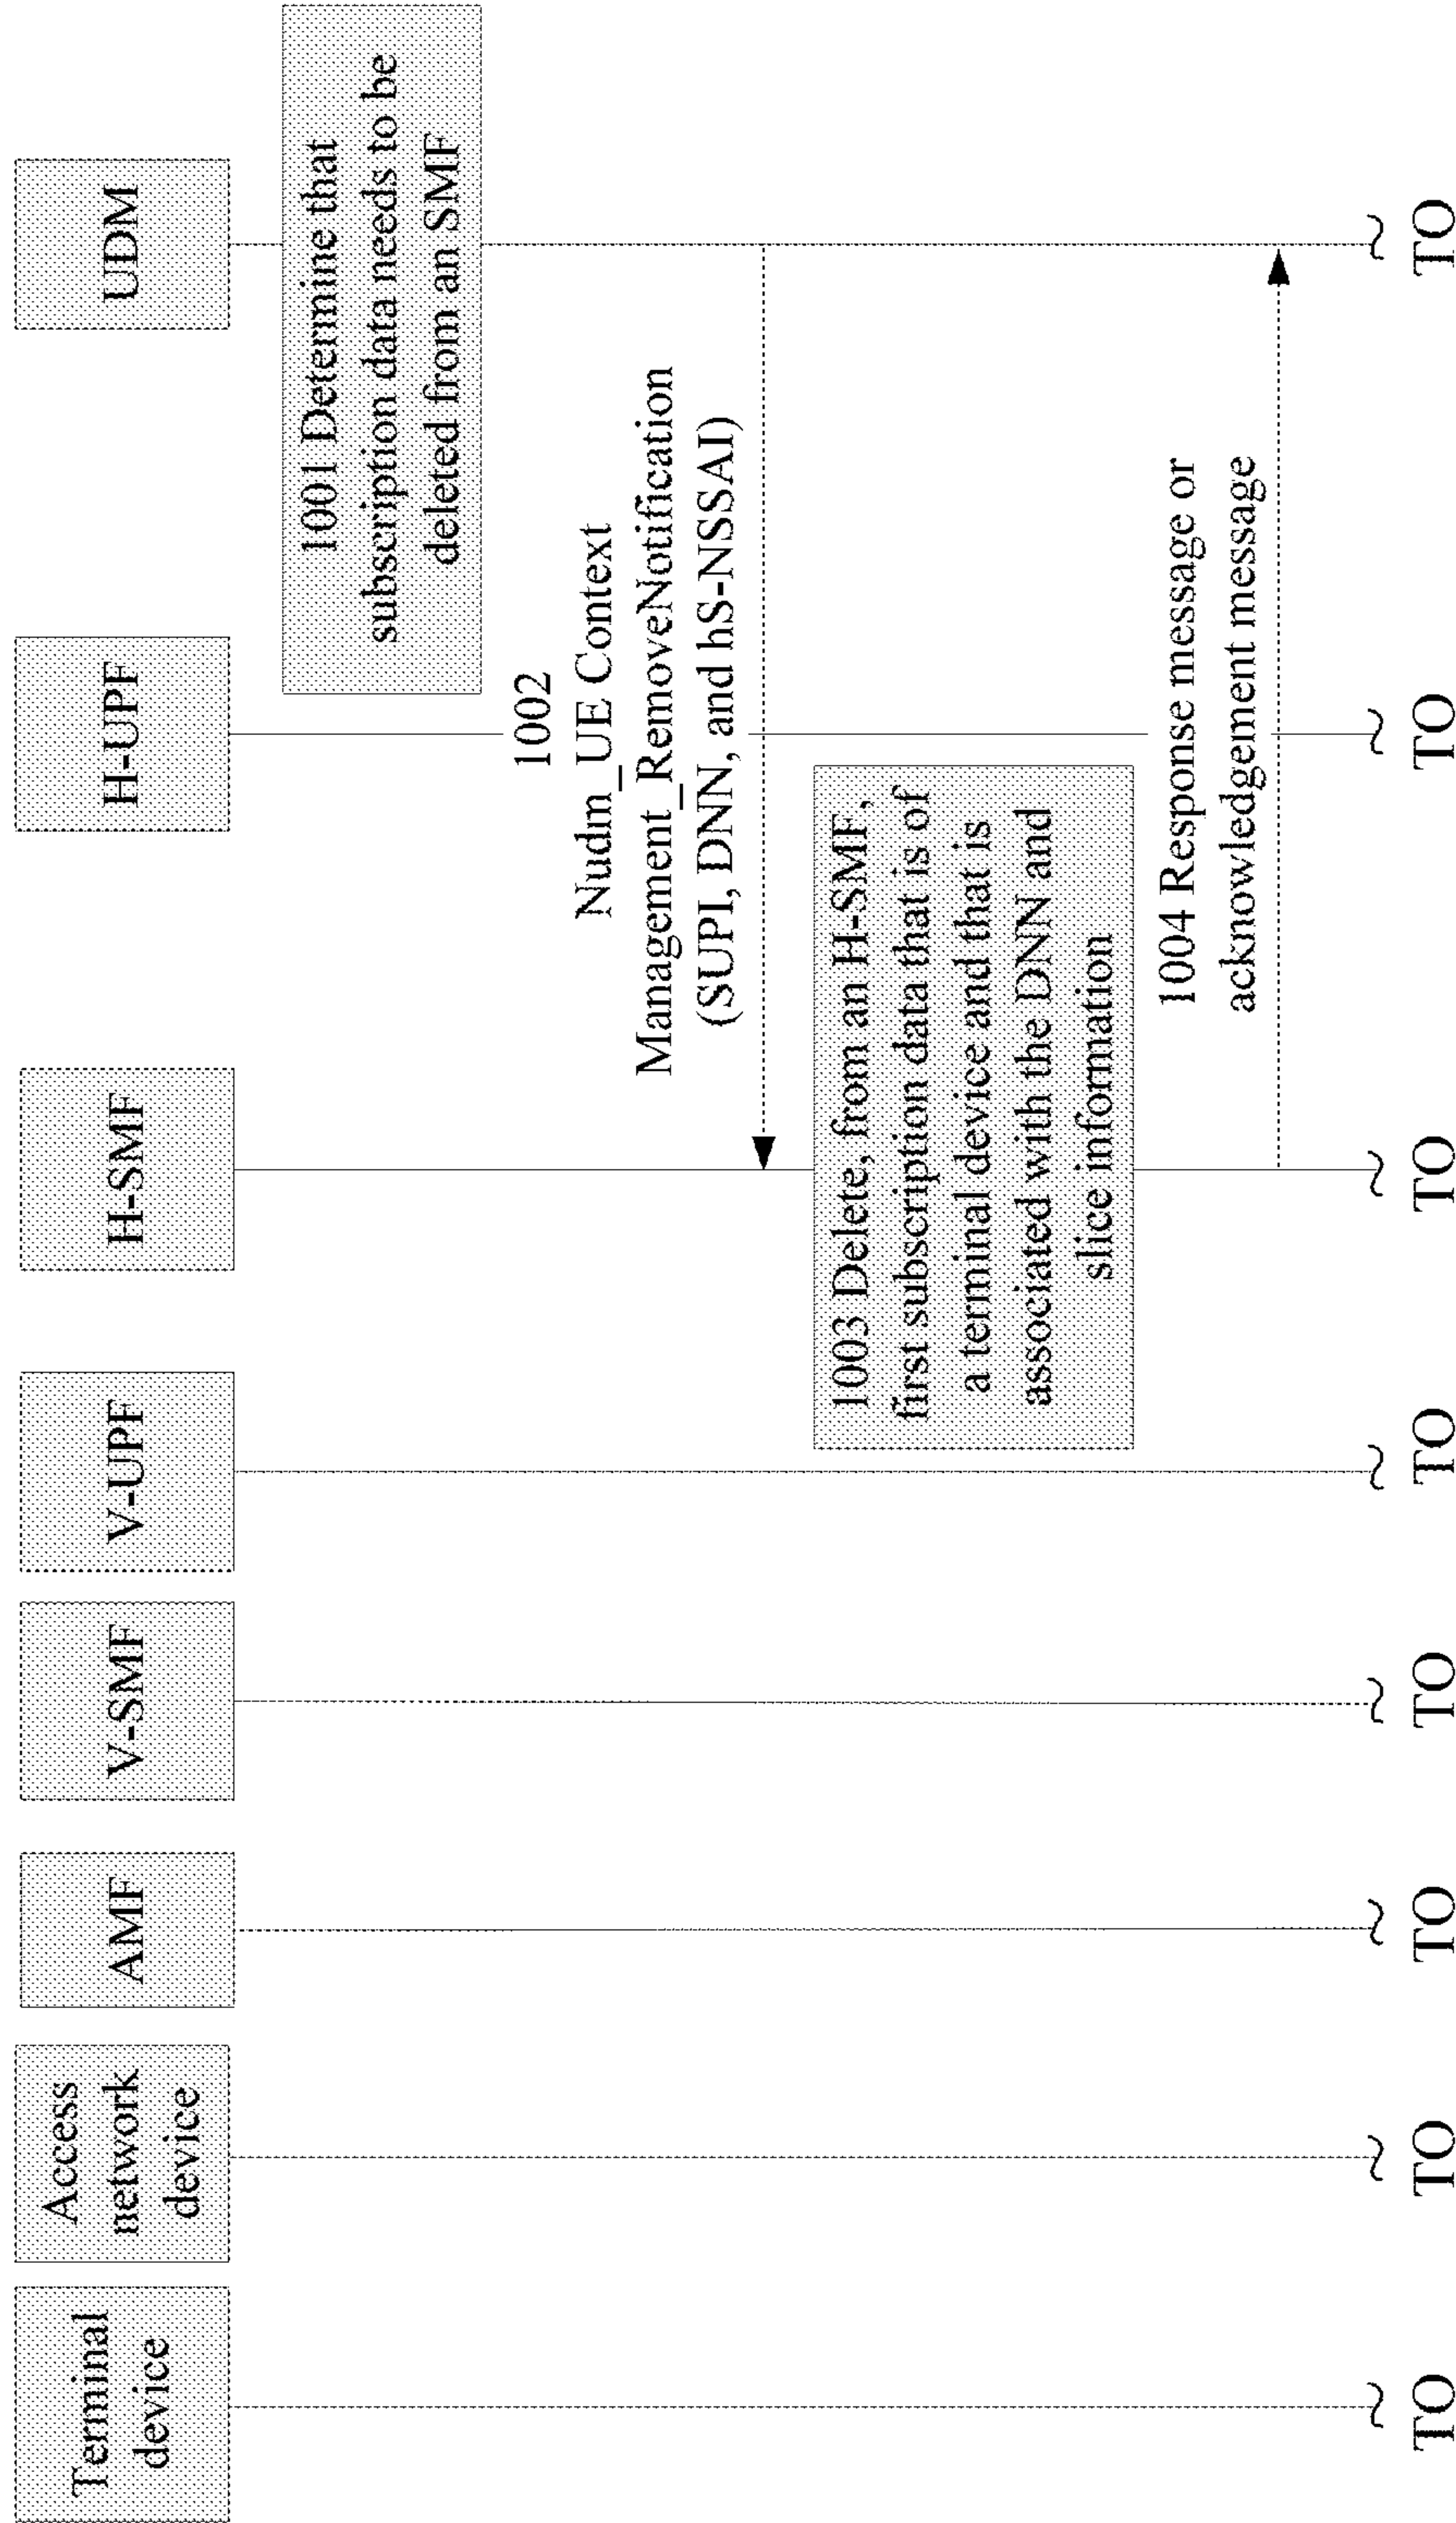 Terminal
device
Access
network
device
AMF
V-SMF
V-UPF
H-SMF
H-UPF
UDM
1001 Determine that
subscription data needs to be
deleted from an SMF
1002
Nudm_UE Context
Management_RemoveNotification
(SUPI, DNN, and hS-NSSAI)
1003 Delete, from an H-SMF,
first subscription data that is of
a terminal device and that is
associated with the DNN and
slice information
1004 Response message or
acknowledgement message
TO
TO
TO
TO
TO
TO
TO
TO